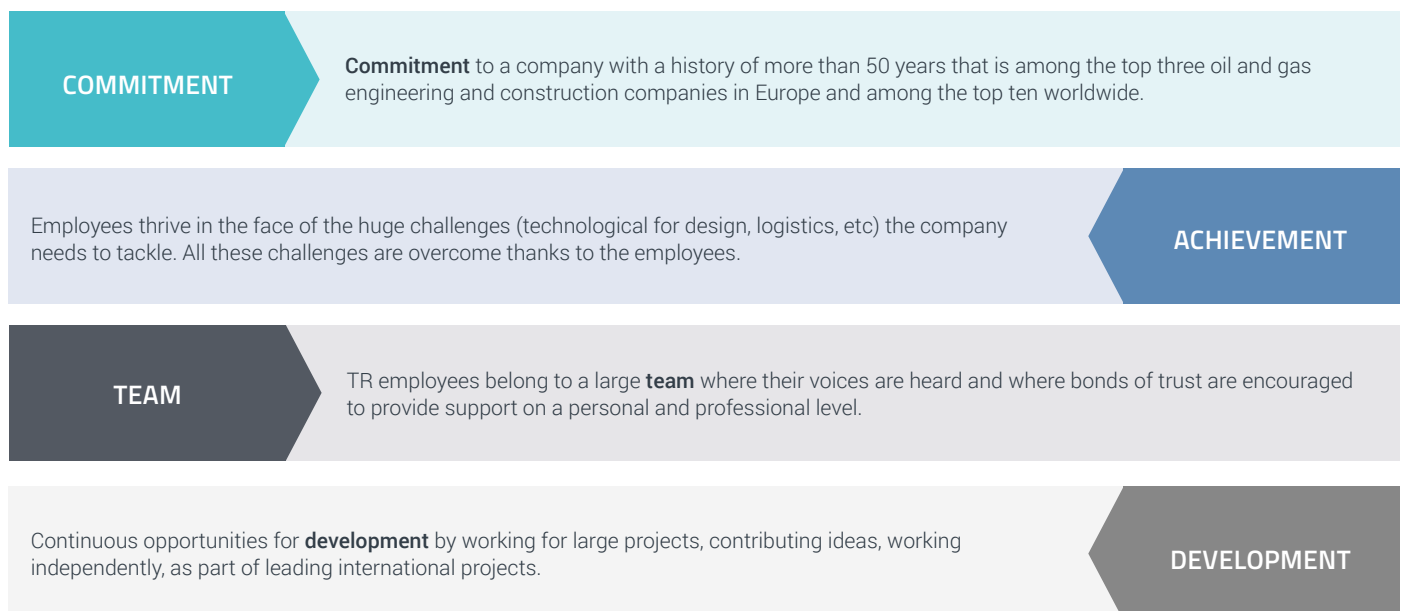 COMMITMENT
Commitment to a company with a history of more than 50 years that is among the top three oil and gas
engineering and construction companies in Europe and among the top ten worldwide.
Employees thrive in the face of the huge challenges (technological for design, logistics, etc) the company
needs to tackle. All these challenges are overcome thanks to the employees.
ACHIEVEMENT
TEAM
TR employees belong to a large team where their voices are heard and where bonds of trust are encouraged
to provide support on a personal and professional level.
Continuous opportunities for development by working for large projects, contributing ideas, working
independently, as part of leading international projects.
DEVELOPMENT